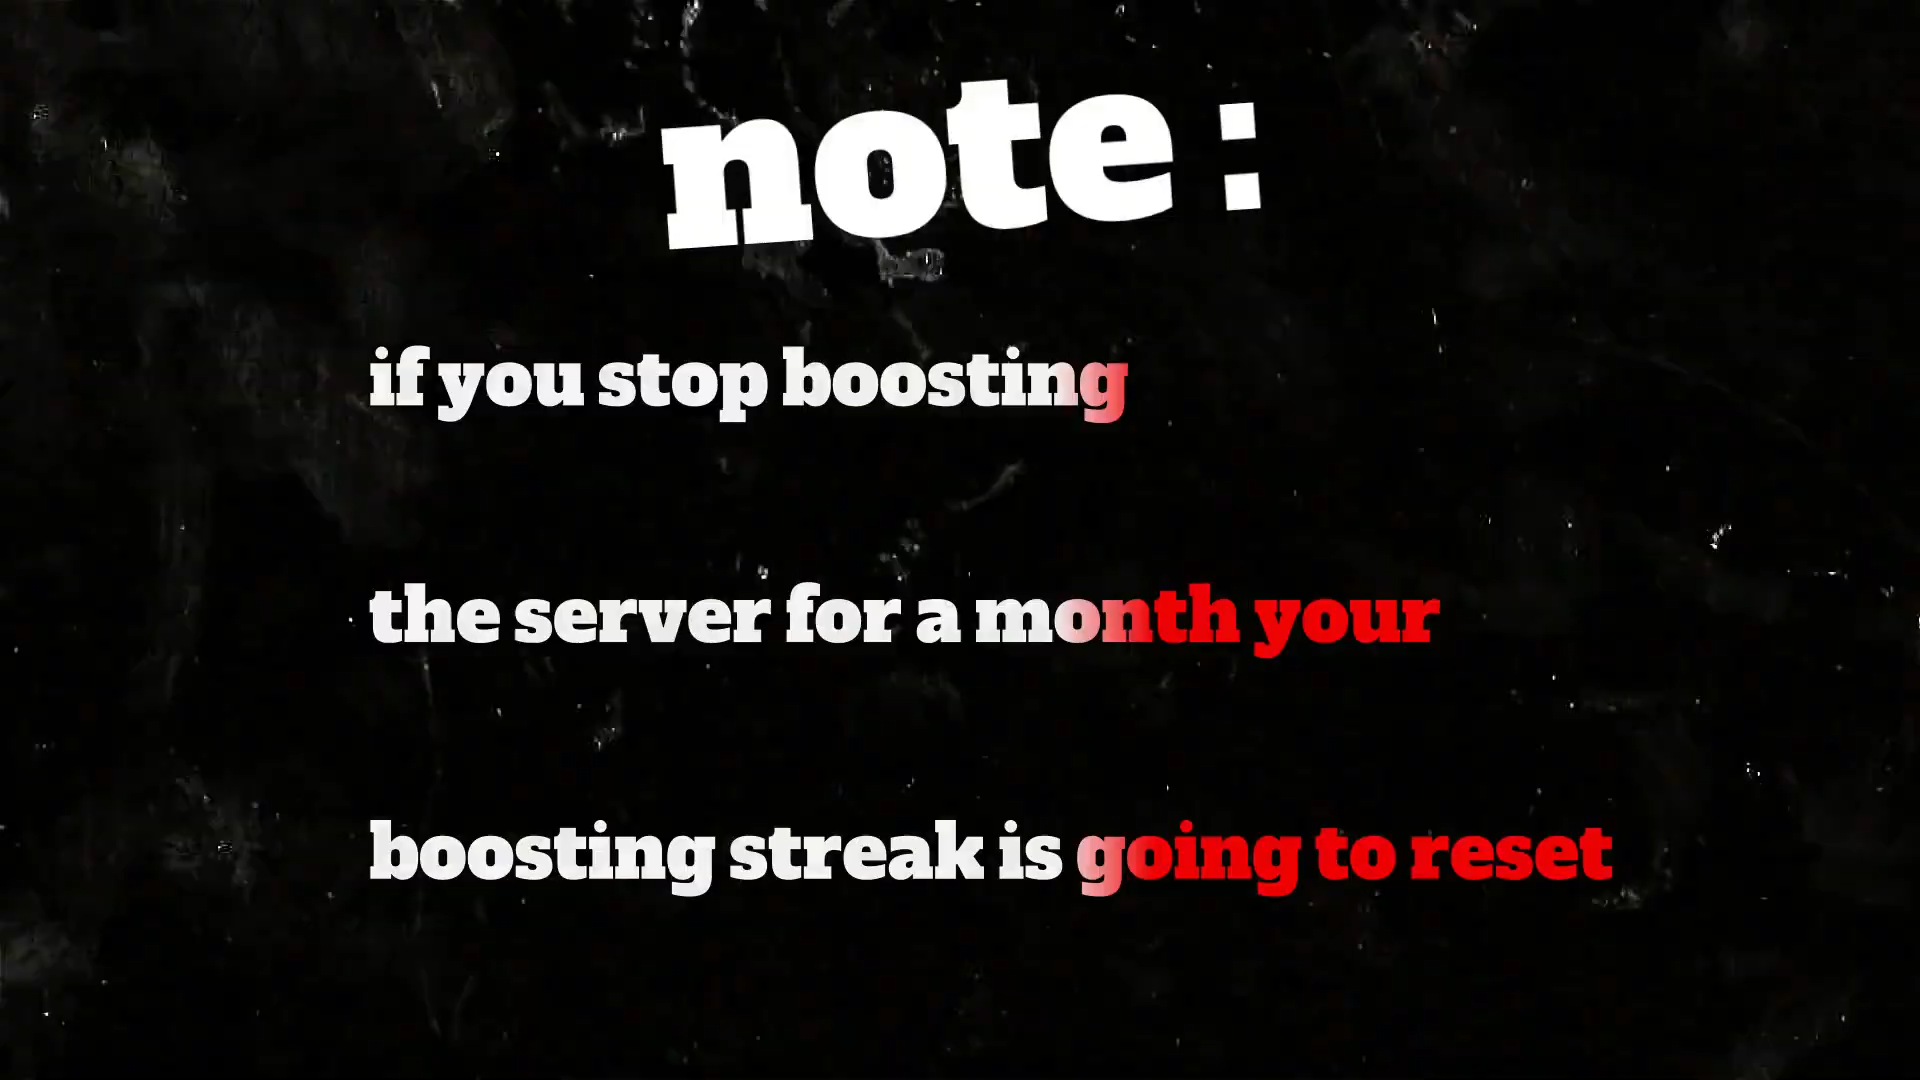 note :
if you stop boosting
the server for a month your
boosting streak is going to reset